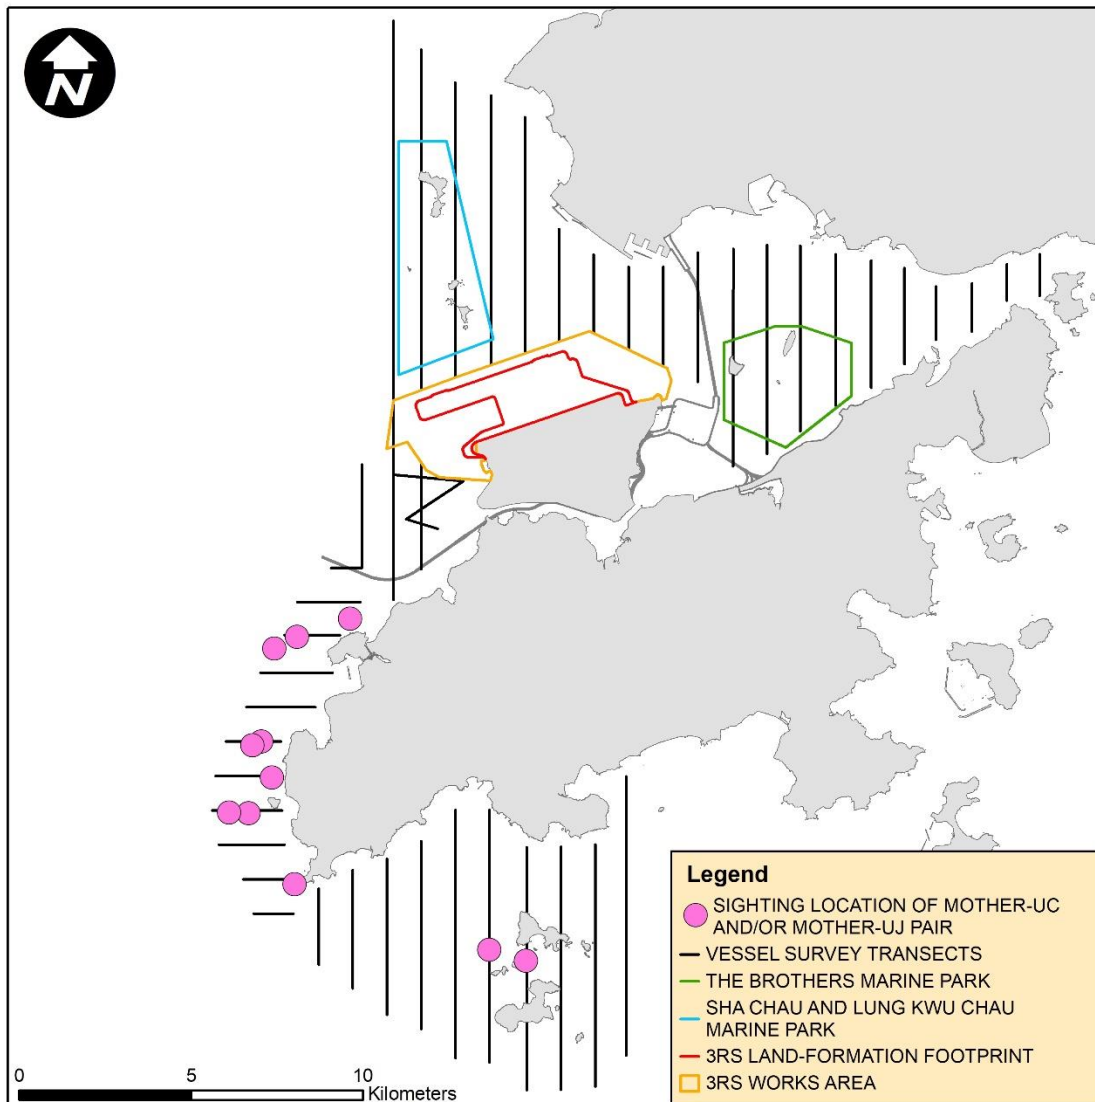 N
Legend
SIGHTING LOCATION OF MOTHER-UC
AND/OR MOTHER-UJ PAIR
VESSEL SURVEY TRANSECTS
THE BROTHERS MARINE PARK
SHA CHAU AND LUNG KWU CHAU
MARINE PARK
3RS LAND-FORMATION FOOTPRINT
3RS WORKS AREA
0 5 10
Kilometers